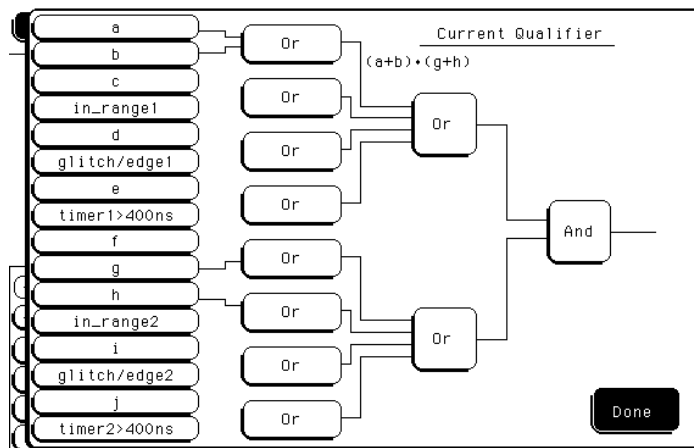 a
b
c
in_range1
d
glitch/edge1
e
timer1>400ns
f
g
h
in_range2
i
glitch/edge2
j
timer2>400ns
Or
Or
Or
Or
Or
Or
Or
Or
Current Qualifier
(a+b)•(g+h)
Or
Or
And
Done